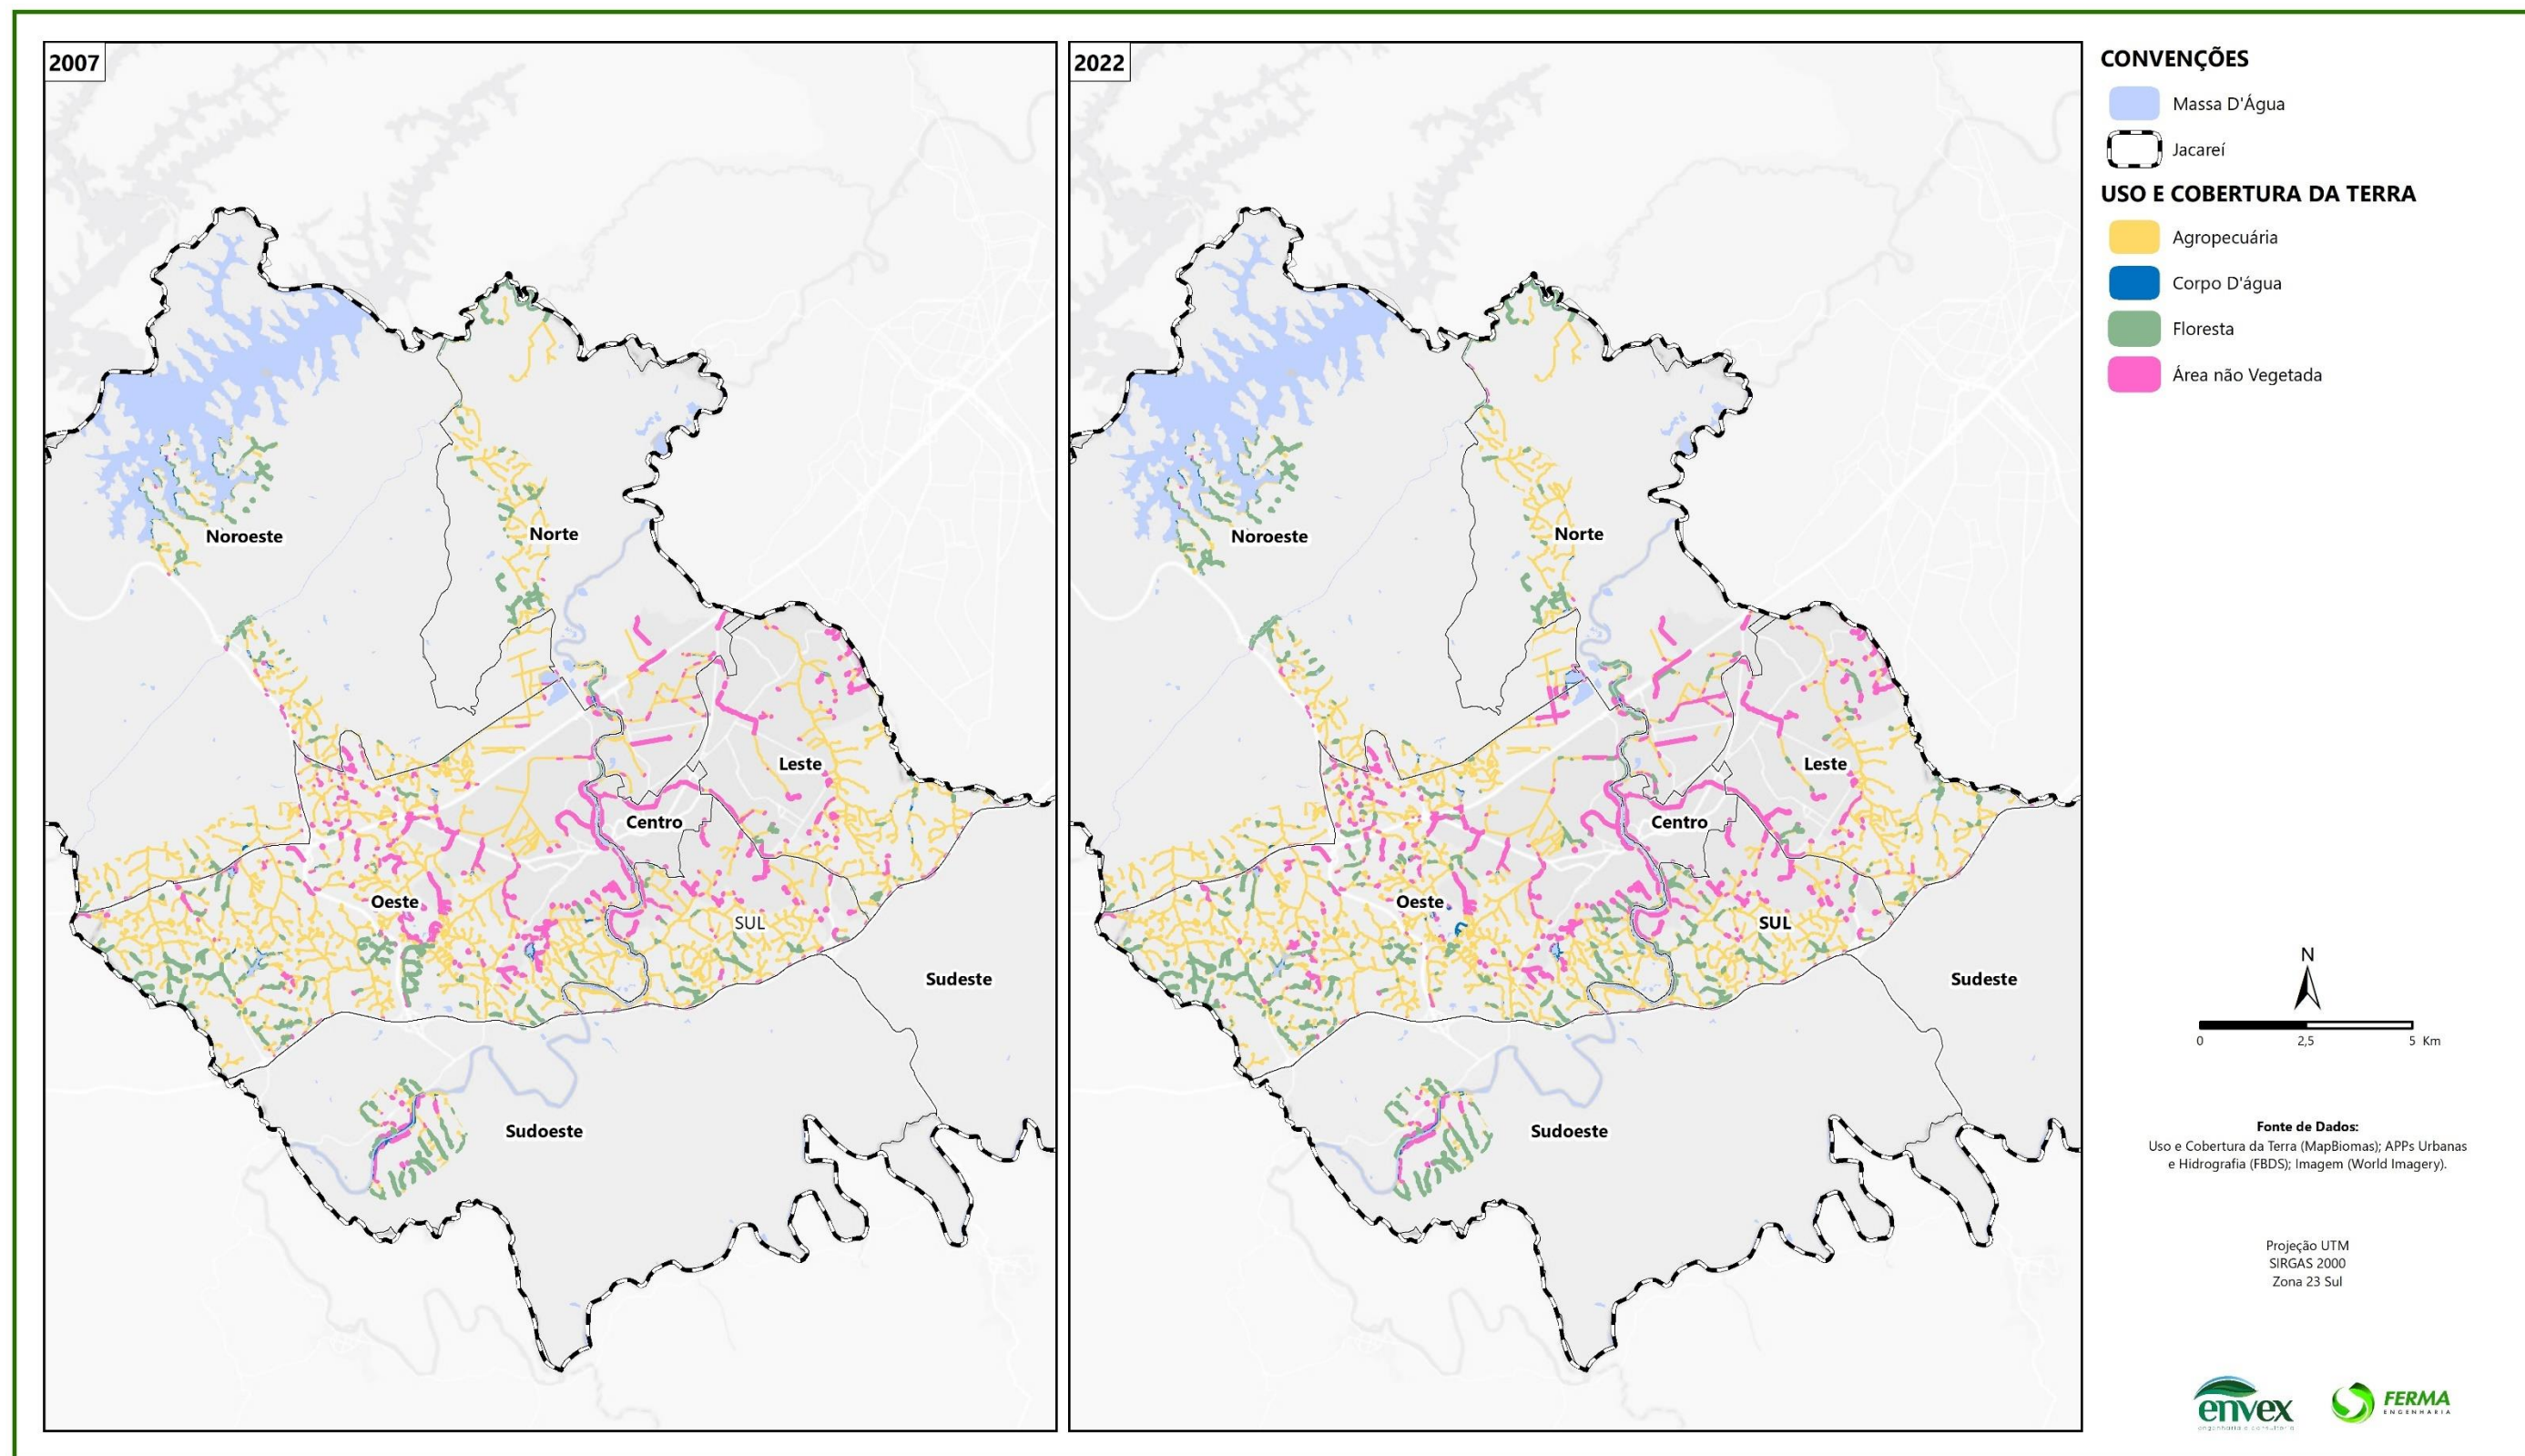 2007
Noroeste
Norte
Leste
Centro
Oeste
SUL
Sudeste
Sudoeste
2022
Noroeste
Norte
Leste
Centro
Oeste
SUL
Sudeste
Sudoeste
CONVENÇÕES
Massa D'Água
Jacareí
USO E COBERTURA DA TERRA
Agropecuária
Corpo D'água
Floresta
Área não Vegetada
N
0 2,5 5 Km
Fonte de Dados:
Uso e Cobertura da Terra (MapBiomas); APPs Urbanas
e Hidrografia (FBDS); Imagem (World Imagery).
Projeção UTM
SIRGAS 2000
Zona 23 Sul
envex
engenharia e consultoria
FERMA
ENGENHARIA